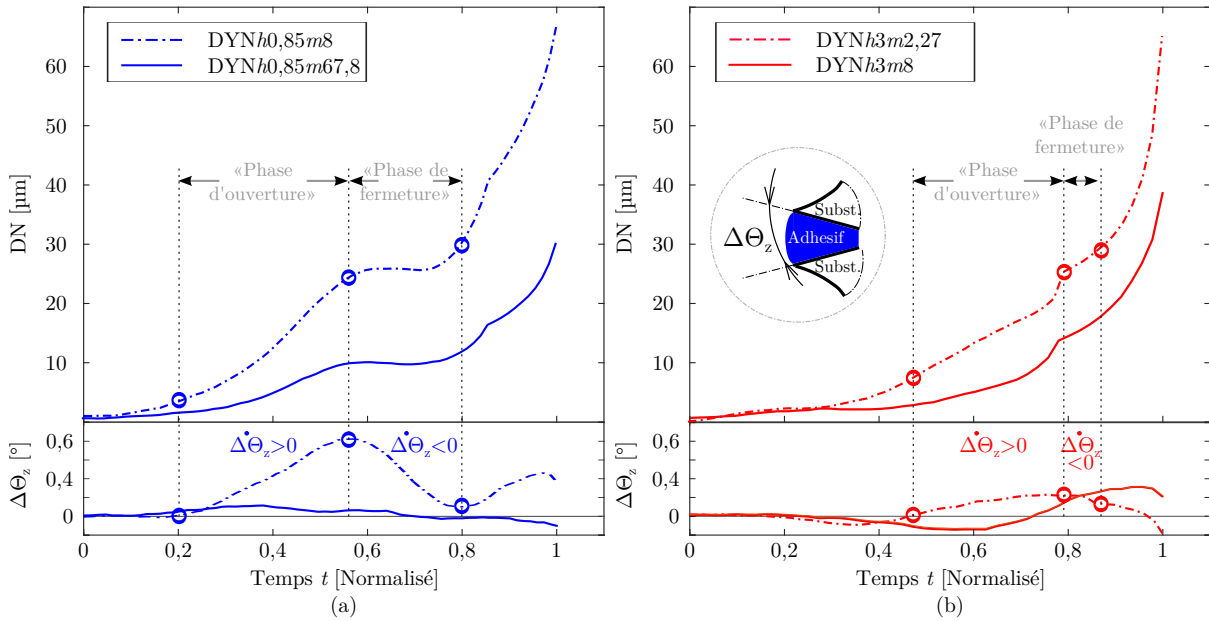 DYNh0,85m8
DYNh0,85m67,8
DYNh3m2,27
DYNh3m8
60
50
40
30
20
10
DN [µm]
«Phase
d'ouverture»
«Phase de
fermeture»
60
50
40
30
20
10
DN [µm]
«Phase
d'ouverture»
«Phase de
fermeture»
ΔΘz
Subst.
Adhesif
Subst.
0,6
0,4
0
ΔΘz [°]
ΔΘ̇z>0
ΔΘ̇z<0
0 0,2 0,4 0,6 0,8 1
Temps t [Normalisé]
(a)
0,6
0,4
0
ΔΘz [°]
ΔΘ̇z>0
ΔΘ̇z
<0
0 0,2 0,4 0,6 0,8 1
Temps t [Normalisé]
(b)